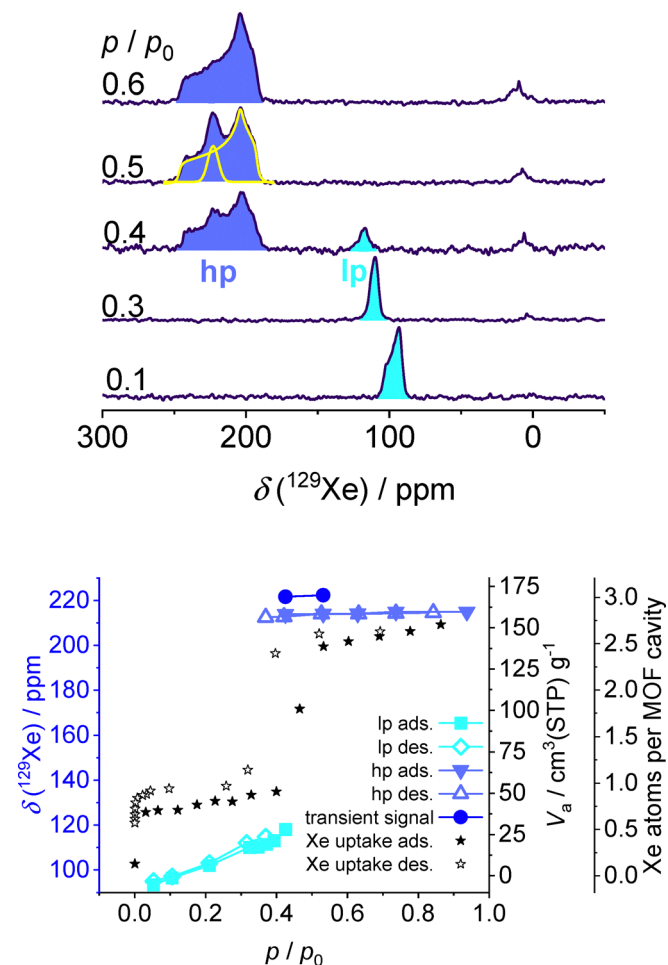 p / p₀
0.6
0.5
0.4
hp
lp
0.3
0.1
300
200
100
0
δ (¹²⁹Xe) / ppm
220
200
180
160
140
120
100
δ (¹²⁹Xe) / ppm
lp ads.
lp des.
hp ads.
hp des.
transient signal
Xe uptake ads.
Xe uptake des.
175
150
125
100
75
50
25
0
Vₐ / cm³(STP) g⁻¹
3.0
2.5
2.0
1.5
1.0
0.5
0.0
Xe atoms per MOF cavity
0.0
0.2
0.4
0.6
0.8
1.0
p / p₀